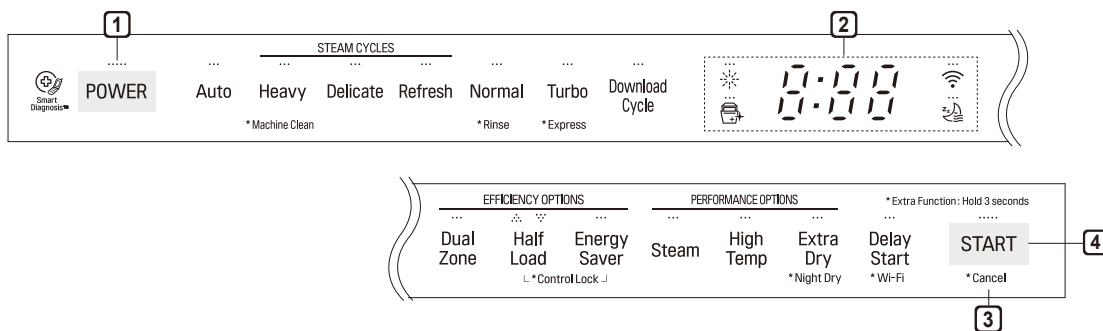 1
2
STEAM CYCLES
Smart
Diagnosis™
POWER
Auto
Heavy
Delicate
Refresh
Normal
Turbo
Download
Cycle
8:88
* Machine Clean
* Rinse
* Express
zz
EFFICIENCY OPTIONS
PERFORMANCE OPTIONS
* Extra Function : Hold 3 seconds
Dual
Zone
Half
Load
Energy
Saver
Steam
High
Temp
Extra
Dry
Delay
Start
START
4
* Control Lock
* Night Dry
* Wi-Fi
* Cancel
3